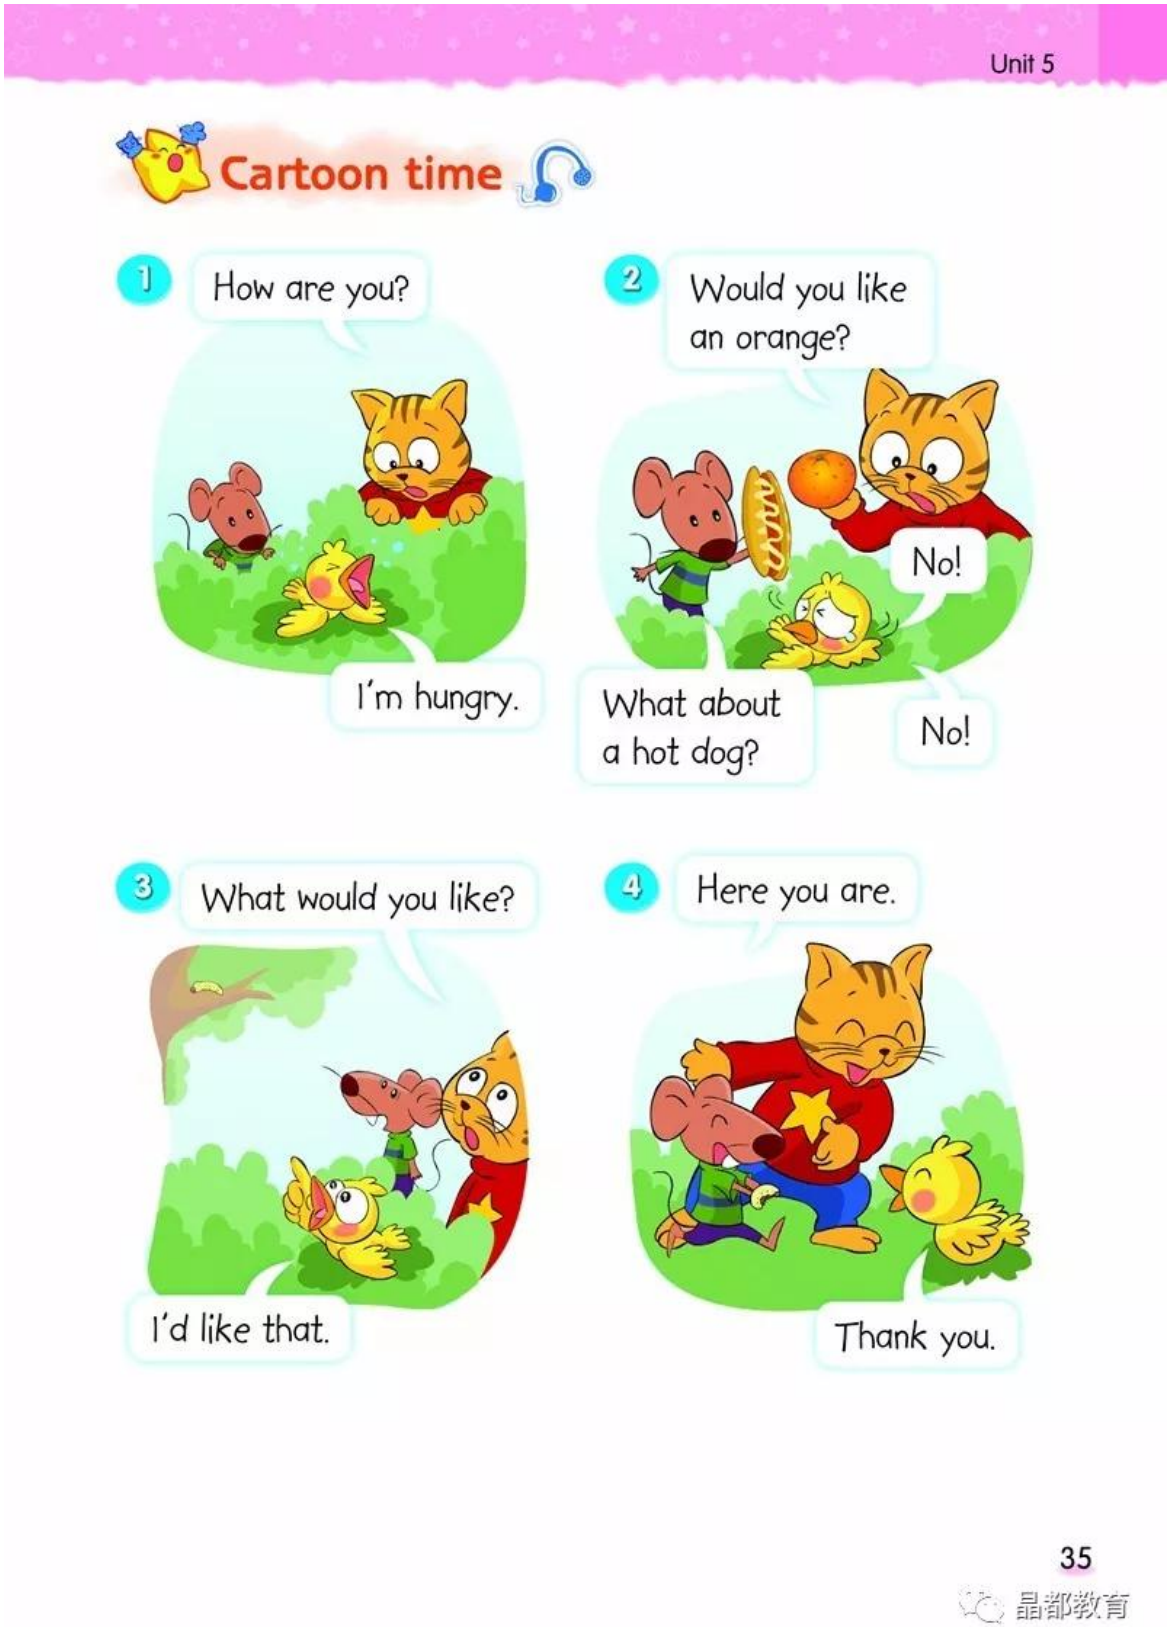 Unit 5
Cartoon time
1
How are you?
I'm hungry.
2
Would you like
an orange?
No!
What about
a hot dog?
No!
3
What would you like?
I'd like that.
4
Here you are.
Thank you.
35
晶都教育